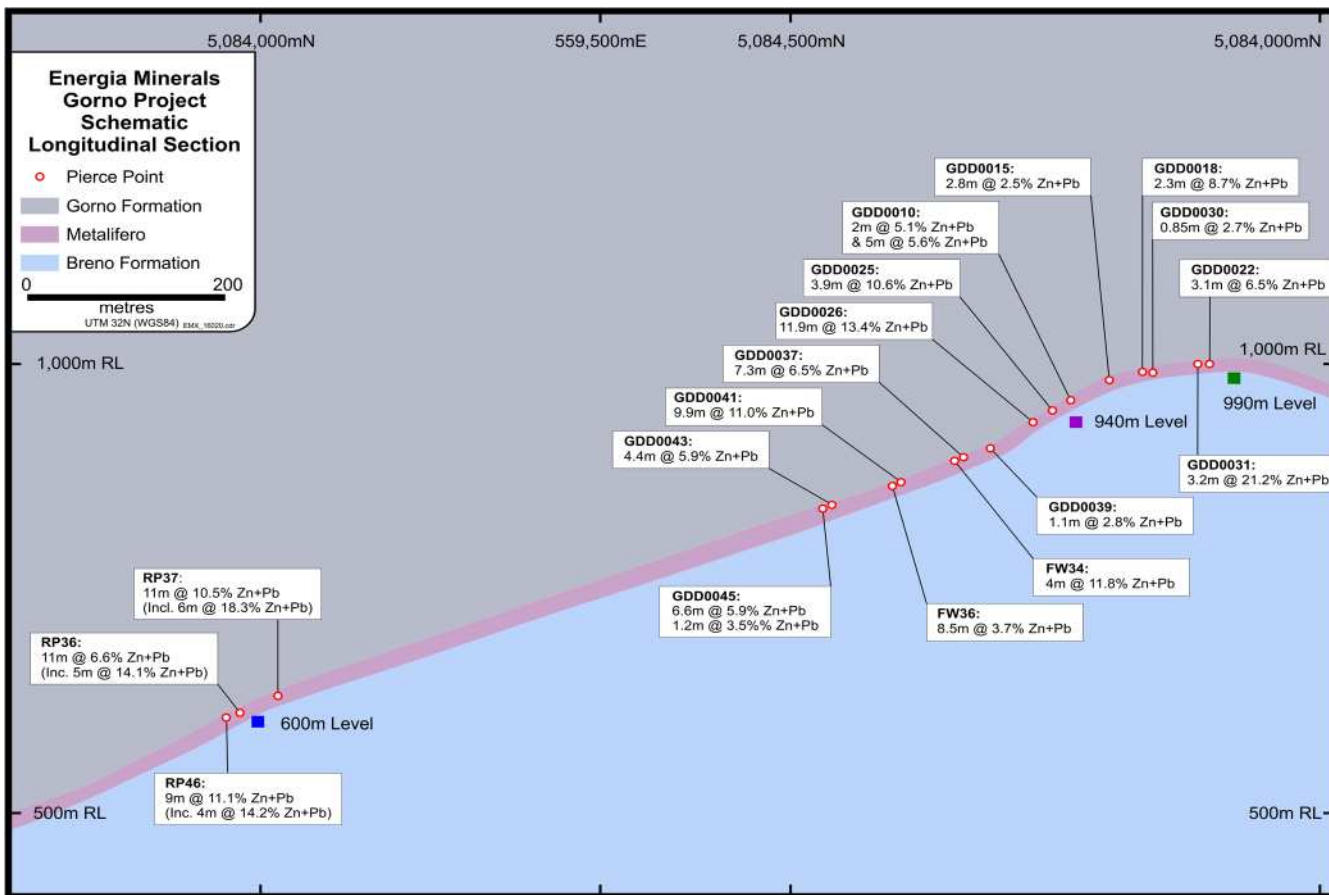 5,084,000mN
559,500mE
5,084,500mN
5,084,000mN
Energia Minerals
Gorno Project
Schematic
Longitudinal Section
Pierce Point
Gorno Formation
Metalifero
Breno Formation
0
200
metres
UTM 32N (WGS84) EMX_16020.cdr
GDD0015:
2.8m @ 2.5% Zn+Pb
GDD0018:
2.3m @ 8.7% Zn+Pb
GDD0010:
2m @ 5.1% Zn+Pb
& 5m @ 5.6% Zn+Pb
GDD0030:
0.85m @ 2.7% Zn+Pb
GDD0025:
3.9m @ 10.6% Zn+Pb
GDD0022:
3.1m @ 6.5% Zn+Pb
GDD0026:
11.9m @ 13.4% Zn+Pb
1,000m RL
1,000m RL
GDD0037:
7.3m @ 6.5% Zn+Pb
GDD0041:
9.9m @ 11.0% Zn+Pb
990m Level
940m Level
GDD0043:
4.4m @ 5.9% Zn+Pb
GDD0031:
3.2m @ 21.2% Zn+Pb
GDD0039:
1.1m @ 2.8% Zn+Pb
FW34:
4m @ 11.8% Zn+Pb
RP37:
11m @ 10.5% Zn+Pb
(Incl. 6m @ 18.3% Zn+Pb)
GDD0045:
6.6m @ 5.9% Zn+Pb
1.2m @ 3.5%% Zn+Pb
FW36:
8.5m @ 3.7% Zn+Pb
RP36:
11m @ 6.6% Zn+Pb
(Inc. 5m @ 14.1% Zn+Pb)
600m Level
RP46:
9m @ 11.1% Zn+Pb
(Inc. 4m @ 14.2% Zn+Pb)
500m RL
500m RL